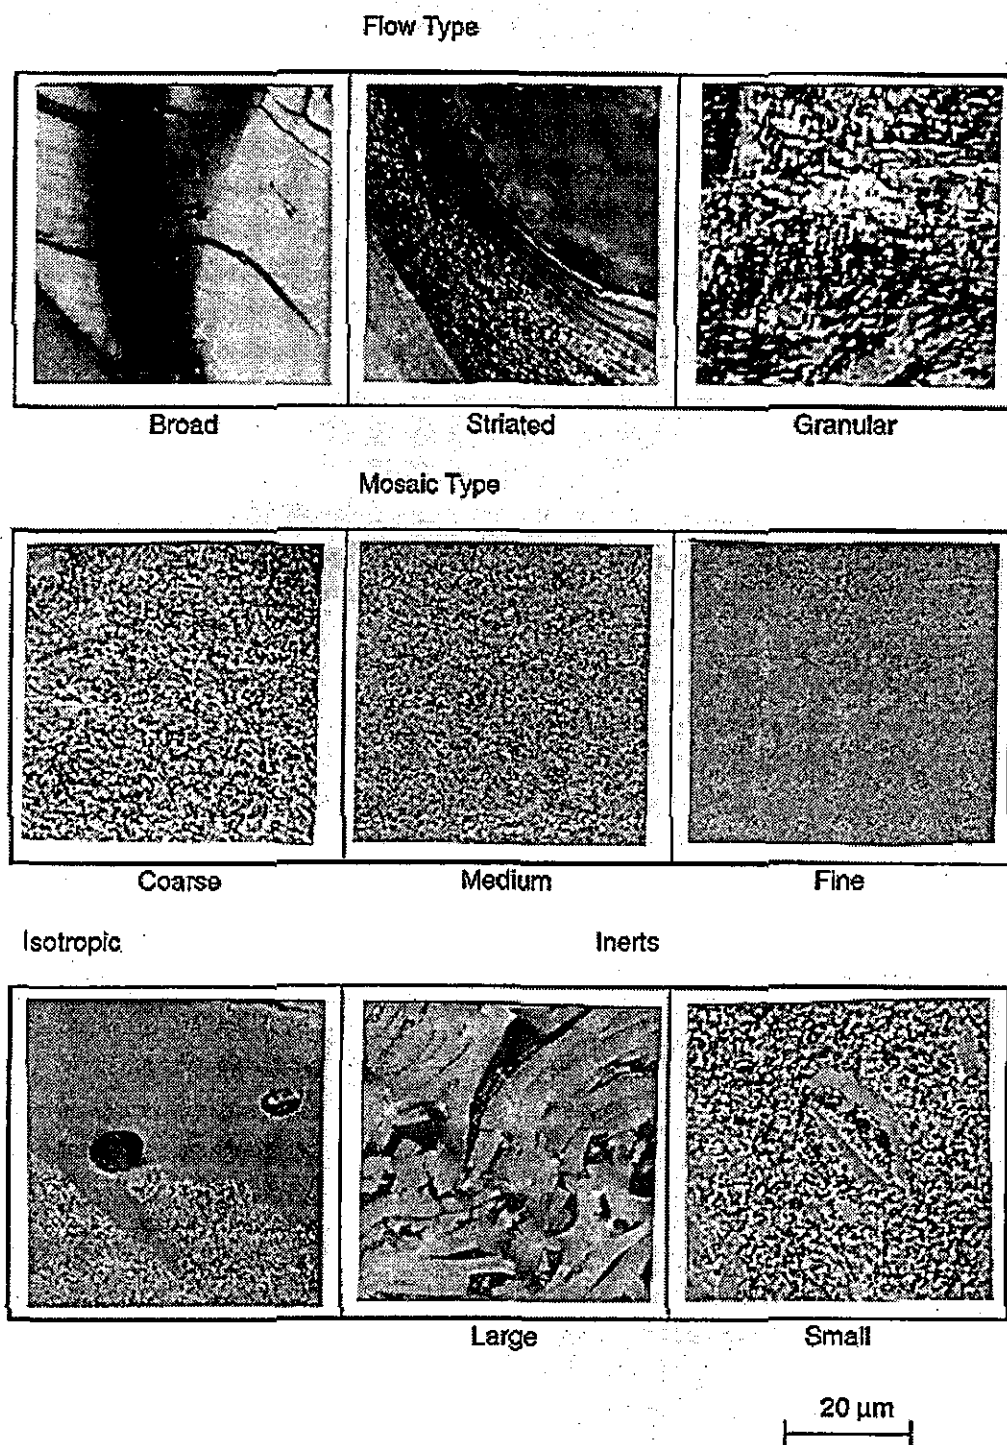 Flow Type
Broad Striated Granular
Mosaic Type
Coarse Medium Fine
Isotropic Inerts
Large Small
20 µm